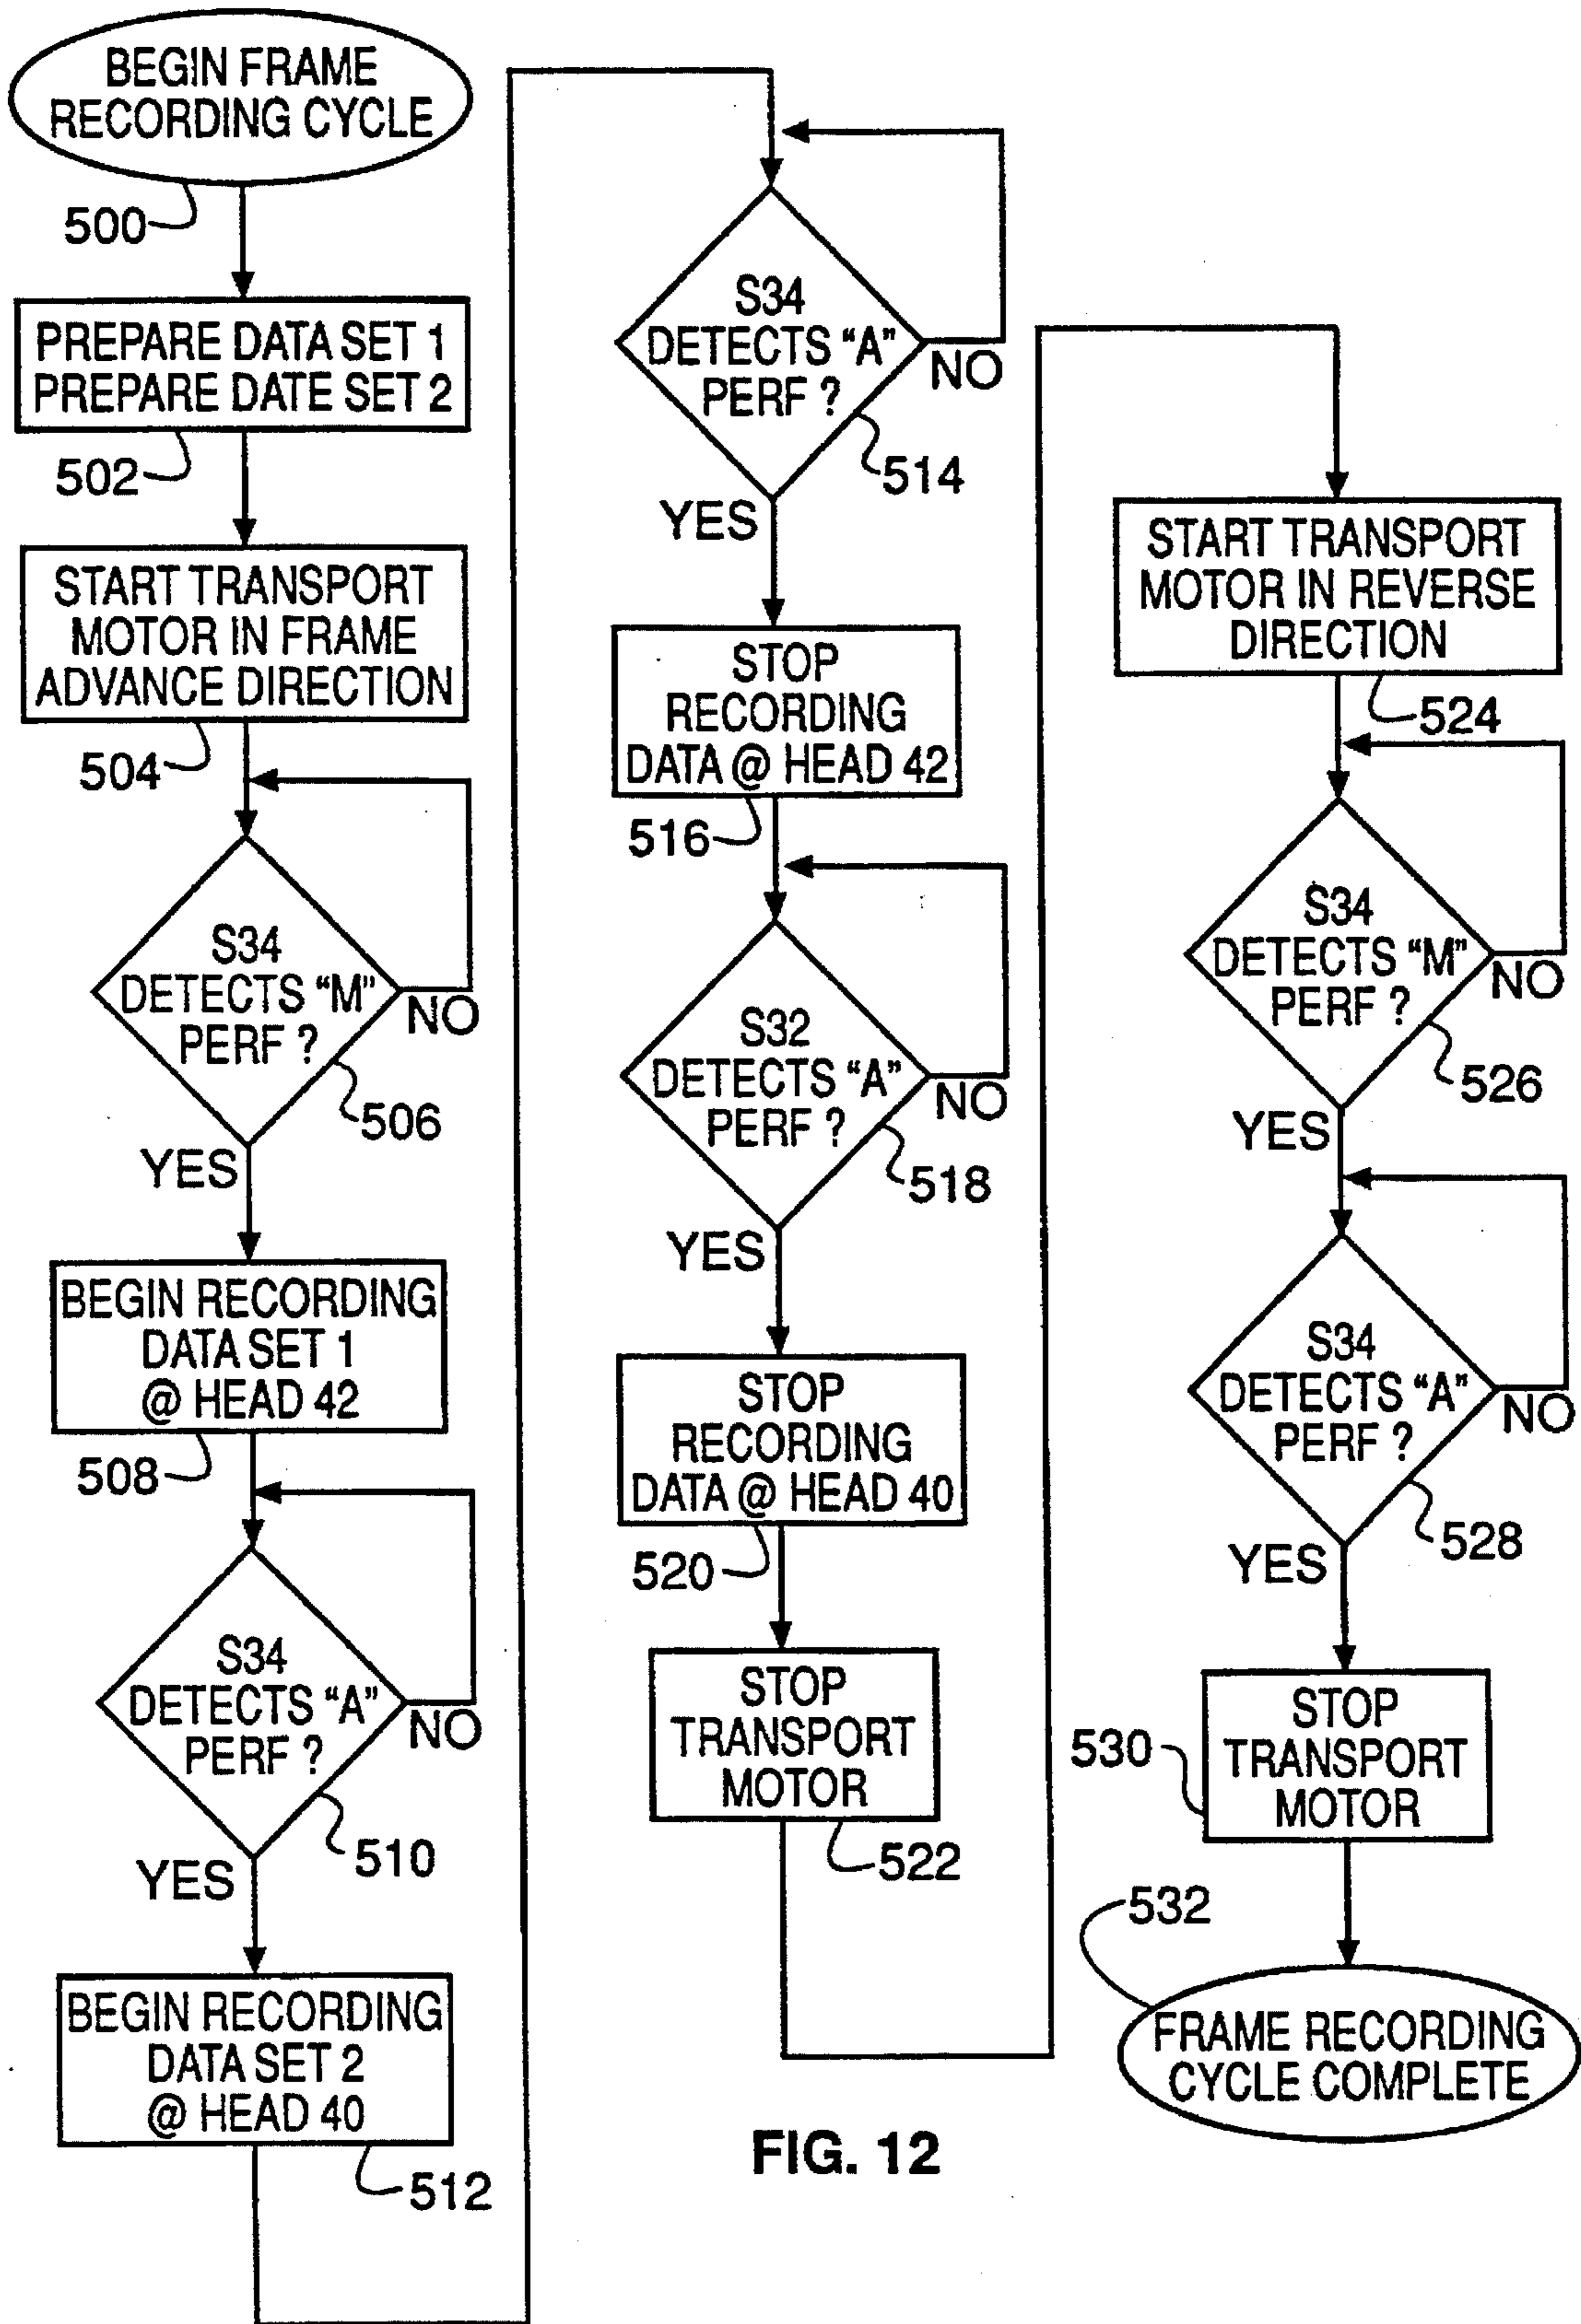 BEGIN FRAME
RECORDING CYCLE
500
PREPARE DATA SET 1
PREPARE DATE SET 2
502
START TRANSPORT
MOTOR IN FRAME
ADVANCE DIRECTION
504
S34
DETECTS “M”
PERF ?
NO
506
YES
BEGIN RECORDING
DATA SET 1
@ HEAD 42
508
S34
DETECTS “A”
PERF ?
NO
510
YES
BEGIN RECORDING
DATA SET 2
@ HEAD 40
512
S34
DETECTS “A”
PERF ?
NO
514
YES
STOP
RECORDING
DATA @ HEAD 42
516
S32
DETECTS “A”
PERF ?
NO
518
YES
STOP
RECORDING
DATA @ HEAD 40
520
STOP
TRANSPORT
MOTOR
522
START TRANSPORT
MOTOR IN REVERSE
DIRECTION
524
S34
DETECTS “M”
PERF ?
NO
526
YES
S34
DETECTS “A”
PERF ?
NO
528
YES
STOP
TRANSPORT
MOTOR
530
532
FRAME RECORDING
CYCLE COMPLETE
FIG. 12